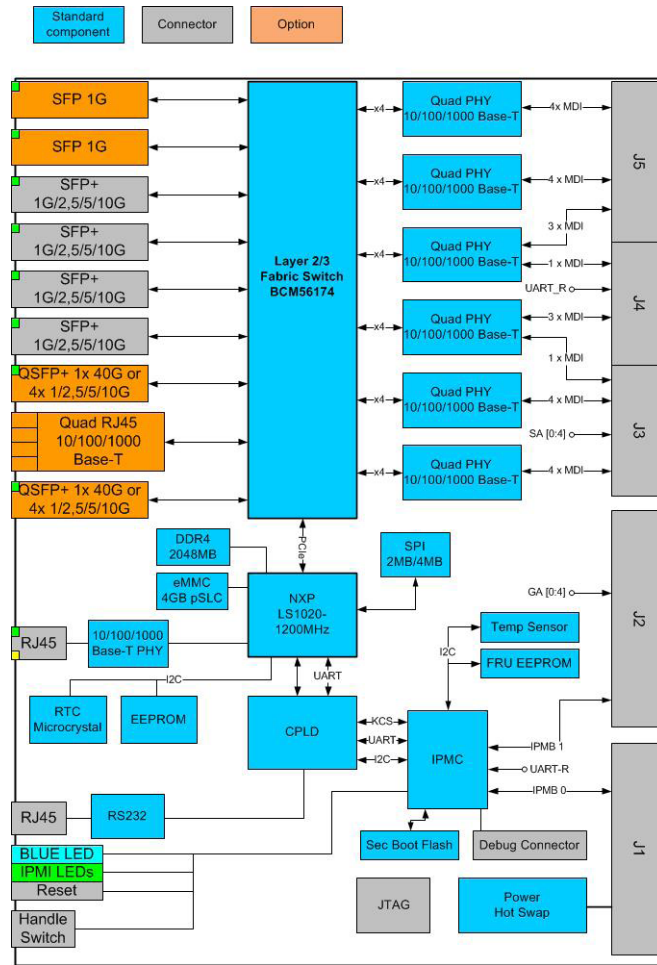 Standard
component
Connector
Option
SFP 1G
SFP 1G
SFP+
1G/2,5/5/10G
SFP+
1G/2,5/5/10G
SFP+
1G/2,5/5/10G
SFP+
1G/2,5/5/10G
QSFP+ 1x 40G or
4x 1/2,5/5/10G
Quad RJ45
10/100/1000
Base-T
QSFP+ 1x 40G or
4x 1/2,5/5/10G
Layer 2/3
Fabric Switch
BCM56174
x4
x4
x4
x4
x4
x4
Quad PHY
10/100/1000 Base-T
Quad PHY
10/100/1000 Base-T
Quad PHY
10/100/1000 Base-T
Quad PHY
10/100/1000 Base-T
Quad PHY
10/100/1000 Base-T
Quad PHY
10/100/1000 Base-T
4x MDI
4 x MDI
3 x MDI
1 x MDI
UART_R
3 x MDI
1 x MDI
4 x MDI
SA [0:4]
4 x MDI
J5
J4
J3
DDR4
2048MB
eMMC
4GB pSLC
PCIe
NXP
LS1020-
1200MHz
SPI
2MB/4MB
GA [0:4]
J2
RJ45
10/100/1000
Base-T PHY
Temp Sensor
I2C
FRU EEPROM
I2C
UART
RTC
Microcrystal
EEPROM
CPLD
KCS
UART
I2C
IPMC
IPMB 1
UART-R
IPMB 0
J1
RJ45
RS232
Sec Boot Flash
Debug Connector
BLUE LED
IPMI LEDs
Reset
Handle
Switch
JTAG
Power
Hot Swap